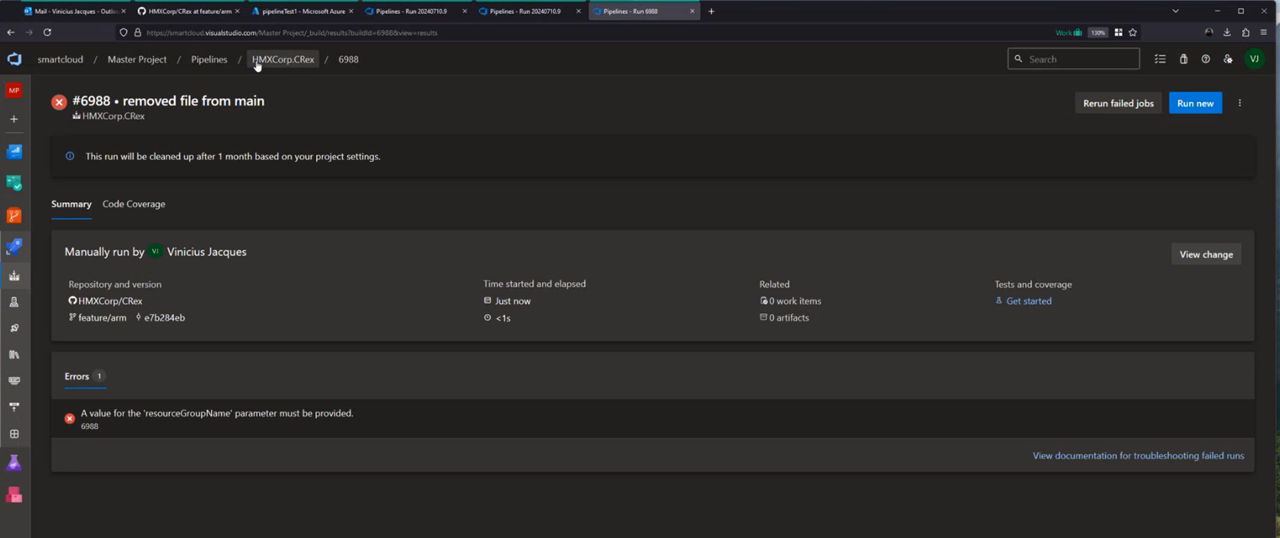 Mail - Vinicius Jacques - Outlo
HMXCorp/CRex at feature/arm
pipelineTest1 - Microsoft Azure
Pipelines - Run 20240710.9
Pipelines - Run 20240710.9
Pipelines - Run 6988
https://smartcloud.visualstudio.com/Master Project/_build/results?buildId=6988&view=results
Work
130%
smartcloud / Master Project / Pipelines / HMXCorp.CRex / 6988
Search
VJ
MP
#6988 • removed file from main
HMXCorp.CRex
Rerun failed jobs
Run new
This run will be cleaned up after 1 month based on your project settings.
Summary
Code Coverage
Manually run by VJ Vinicius Jacques
View change
Repository and version
HMXCorp/CRex
feature/arm e7b284eb
Time started and elapsed
Just now
<1s
Related
0 work items
0 artifacts
Tests and coverage
Get started
Errors 1
A value for the 'resourceGroupName' parameter must be provided.
6988
View documentation for troubleshooting failed runs